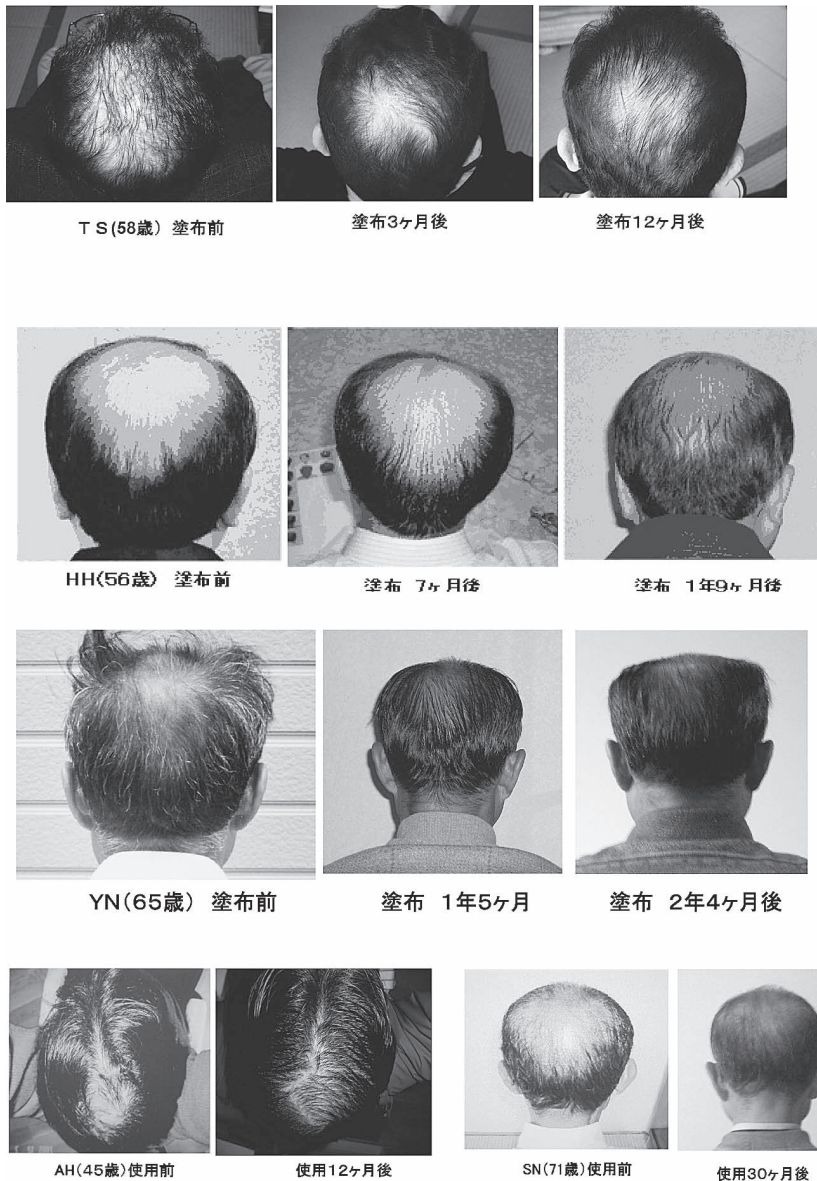 TS(58歳) 塗布前
塗布3ヶ月後
塗布12ヶ月後
HH(56歳) 塗布前
塗布 7ヶ月後
塗布 1年9ヶ月後
YN(65歳) 塗布前
塗布 1年5ヶ月
塗布 2年4ヶ月後
AH(45歳)使用前
使用12ヶ月後
SN(71歳)使用前
使用30ヶ月後